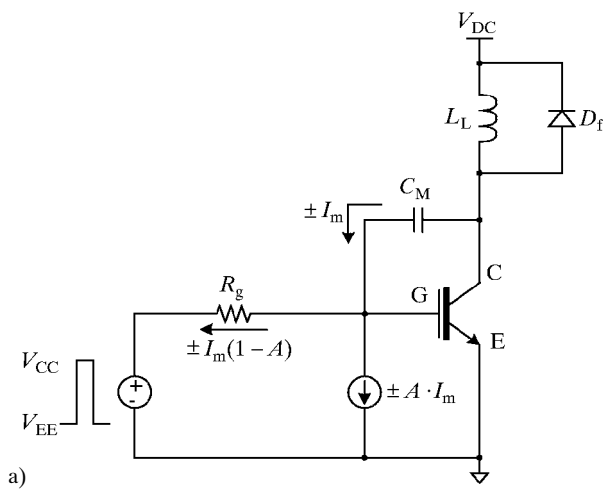 V_DC
L_L
D_f
C_M
± I_m
C
R_g
G
± I_m(1 − A)
E
V_CC
+
-
± A · I_m
V_EE
a)